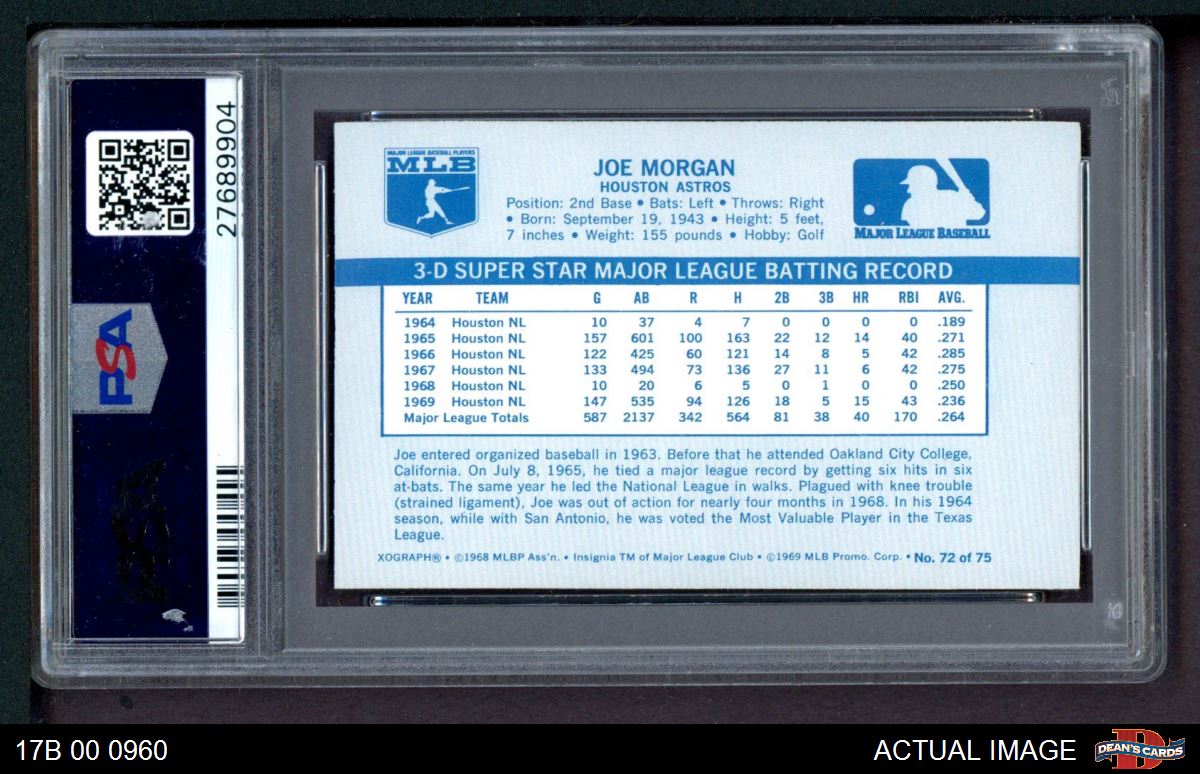 27689904
PSA
MAJOR LEAGUE BASEBALL PLAYERS
MLB
JOE MORGAN
HOUSTON ASTROS
Position: 2nd Base • Bats: Left • Throws: Right
• Born: September 19, 1943 • Height: 5 feet,
7 inches • Weight: 155 pounds • Hobby: Golf
MAJOR LEAGUE BASEBALL
3-D SUPER STAR MAJOR LEAGUE BATTING RECORD
YEAR TEAM G AB R H 2B 3B HR RBI AVG.
1964 Houston NL 10 37 4 7 0 0 0 0 .189
1965 Houston NL 157 601 100 163 22 12 14 40 .271
1966 Houston NL 122 425 60 121 14 8 5 42 .285
1967 Houston NL 133 494 73 136 27 11 6 42 .275
1968 Houston NL 10 20 6 5 0 1 0 0 .250
1969 Houston NL 147 535 94 126 18 5 15 43 .236
Major League Totals 587 2137 342 564 81 38 40 170 .264
Joe entered organized baseball in 1963. Before that he attended Oakland City College,
California. On July 8, 1965, he tied a major league record by getting six hits in six
at-bats. The same year he led the National League in walks. Plagued with knee trouble
(strained ligament), Joe was out of action for nearly four months in 1968. In his 1964
season, while with San Antonio, he was voted the Most Valuable Player in the Texas
League.
XOGRAPH® • ©1968 MLBP Ass'n. • Insignia TM of Major League Club • ©1969 MLB Promo. Corp. • No. 72 of 75
17B 00 0960
ACTUAL IMAGE
DEAN'S CARDS